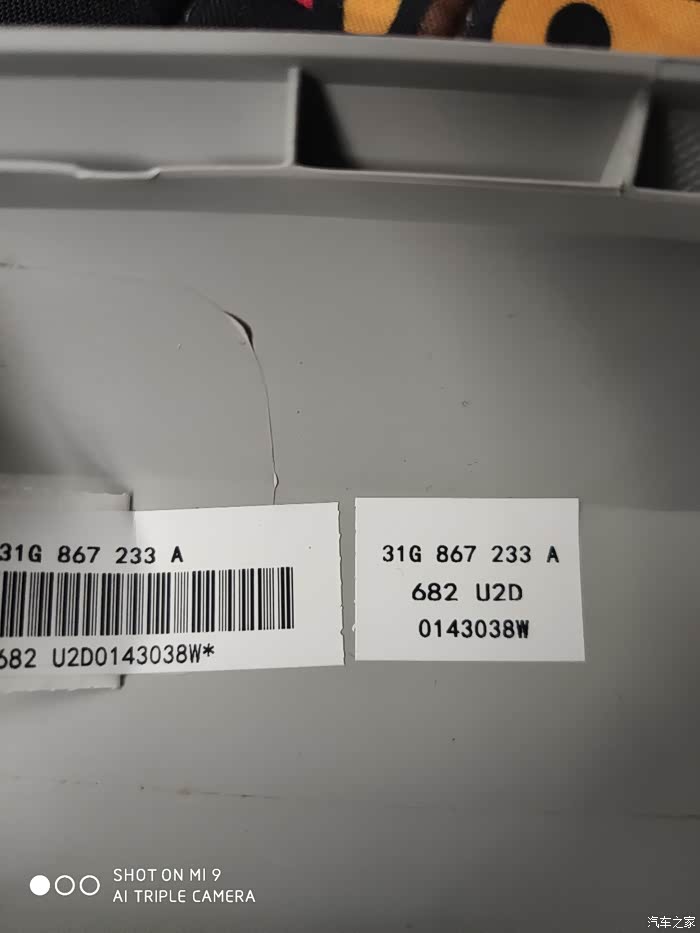 31G 867 233 A
682 U2D0143038W*
31G 867 233 A
682 U2D
0143038W
SHOT ON MI 9
AI TRIPLE CAMERA
汽车之家